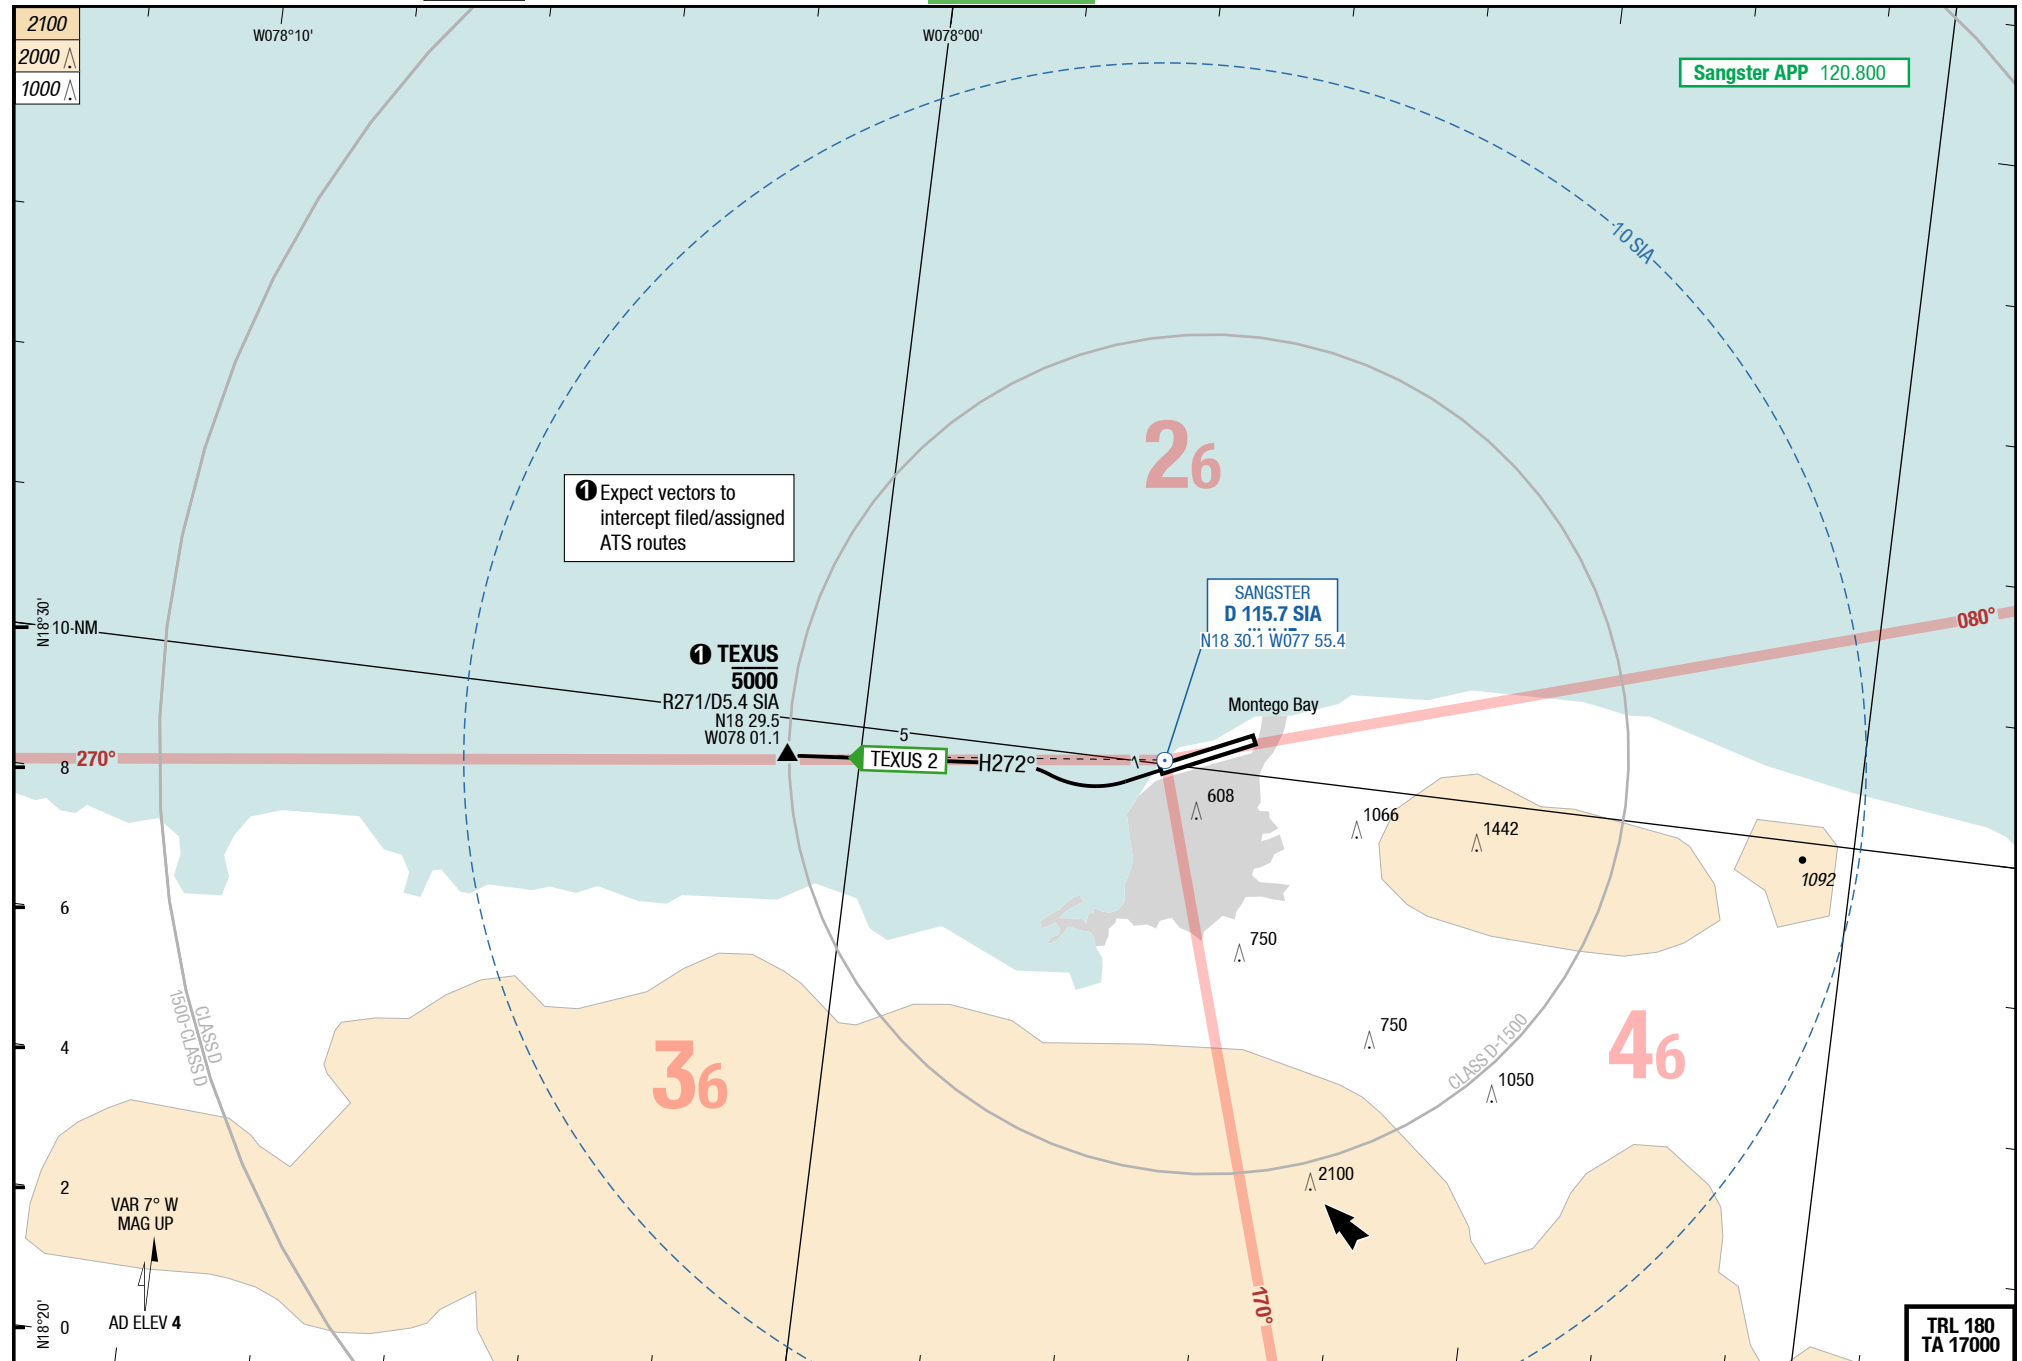 2100
2000
1000
W078°10'
W078°00'
Sangster APP 120.800
10 SIA
26
1 Expect vectors to
intercept filed/assigned
ATS routes
SANGSTER
D 115.7 SIA
N18 30.1 W077 55.4
N18°30'
10 NM
080°
1 TEXUS
5000
R271/D5.4 SIA
N18 29.5
W078 01.1
Montego Bay
5
270°
TEXUS 2
H272°
1
8
608
1066
1442
1092
6
750
CLASS D
1500-CLASS D
4
36
750
CLASS D-1500
46
1050
2
2100
VAR 7° W
MAG UP
AD ELEV 4
N18°20'
0
170°
TRL 180
TA 17000